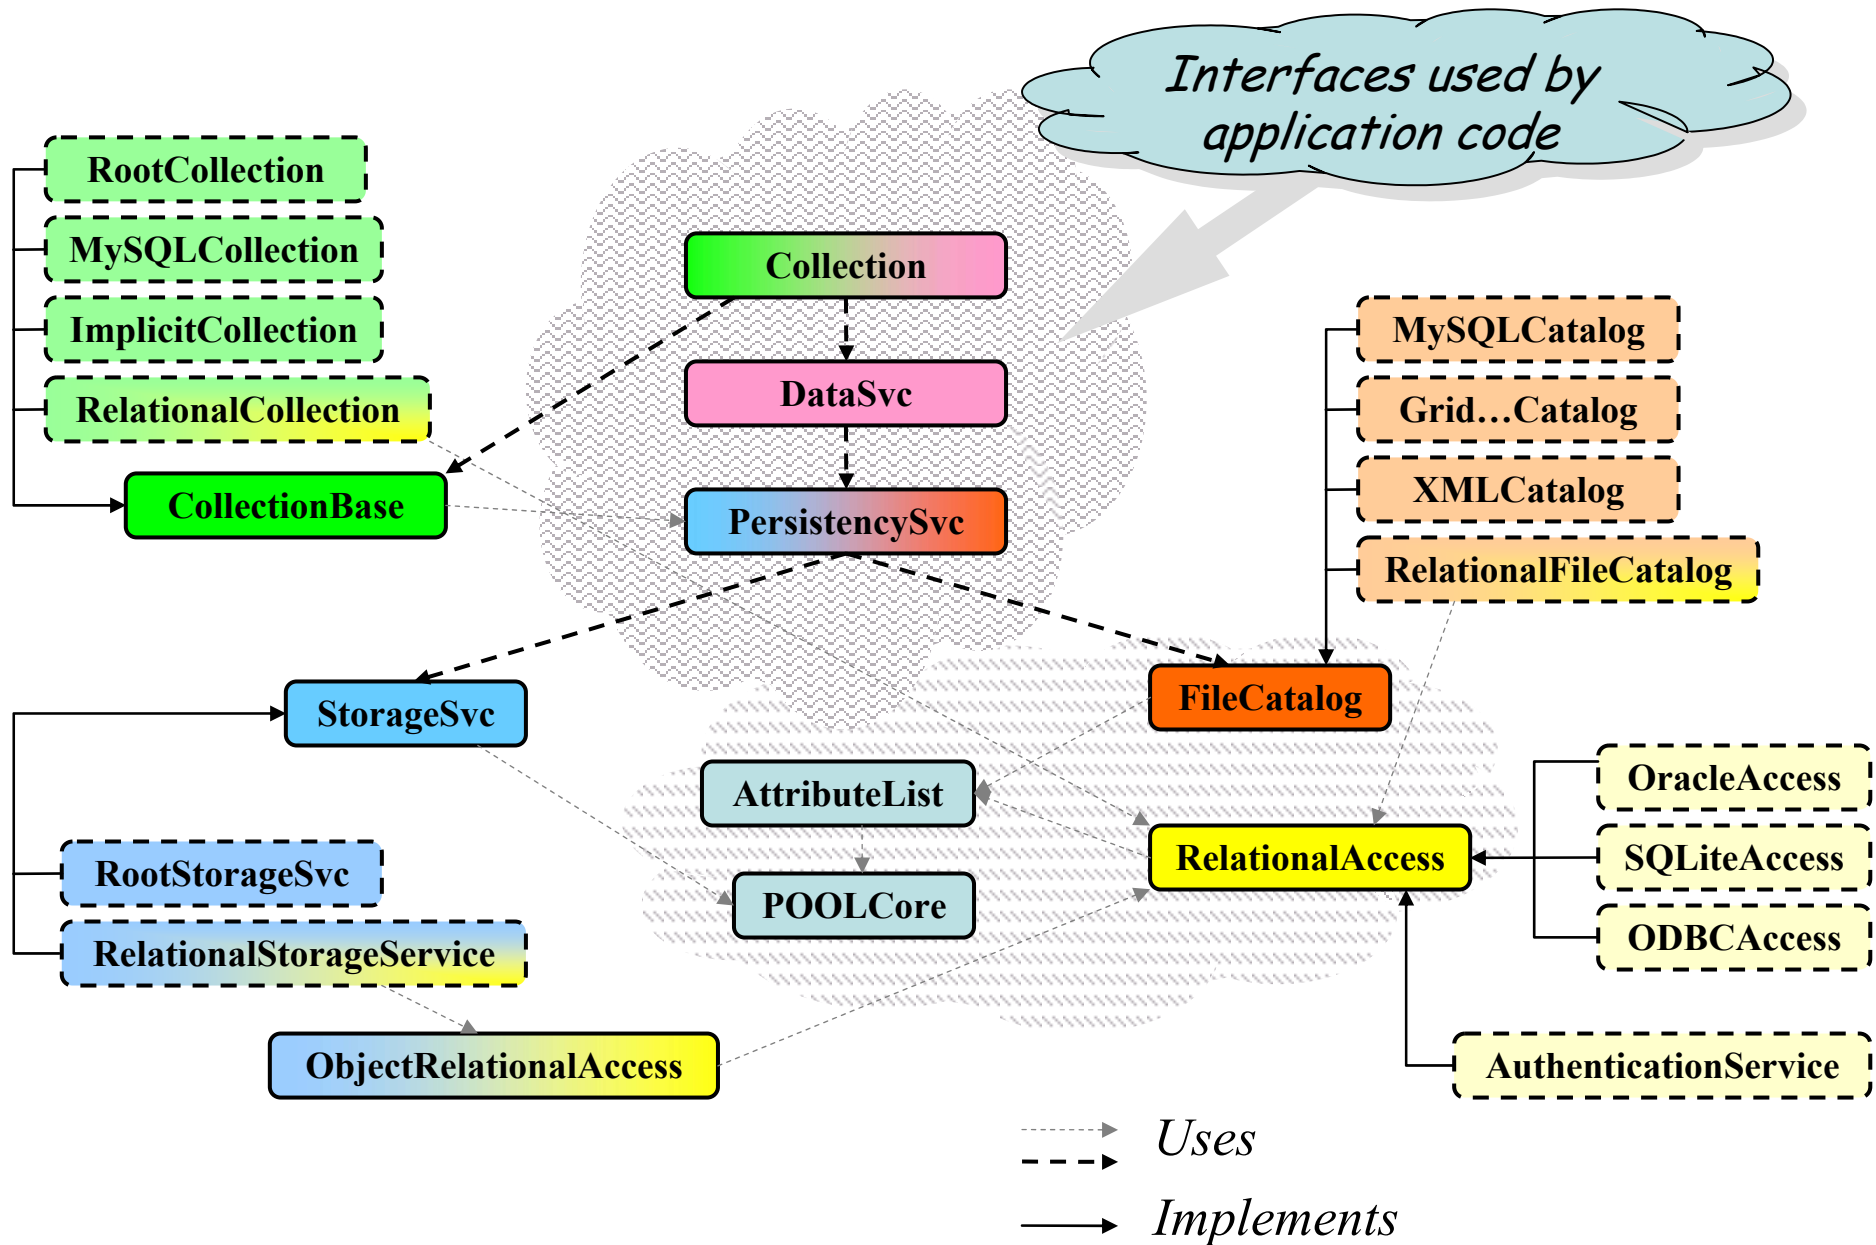 Interfaces used by
application code
RootCollection
MySQLCollection
ImplicitCollection
RelationalCollection
CollectionBase
Collection
DataSvc
PersistencySvc
MySQLCatalog
Grid…Catalog
XMLCatalog
RelationalFileCatalog
StorageSvc
FileCatalog
AttributeList
POOLCore
RelationalAccess
OracleAccess
SQLiteAccess
ODBCAccess
RootStorageSvc
RelationalStorageService
ObjectRelationalAccess
AuthenticationService
Uses
Implements